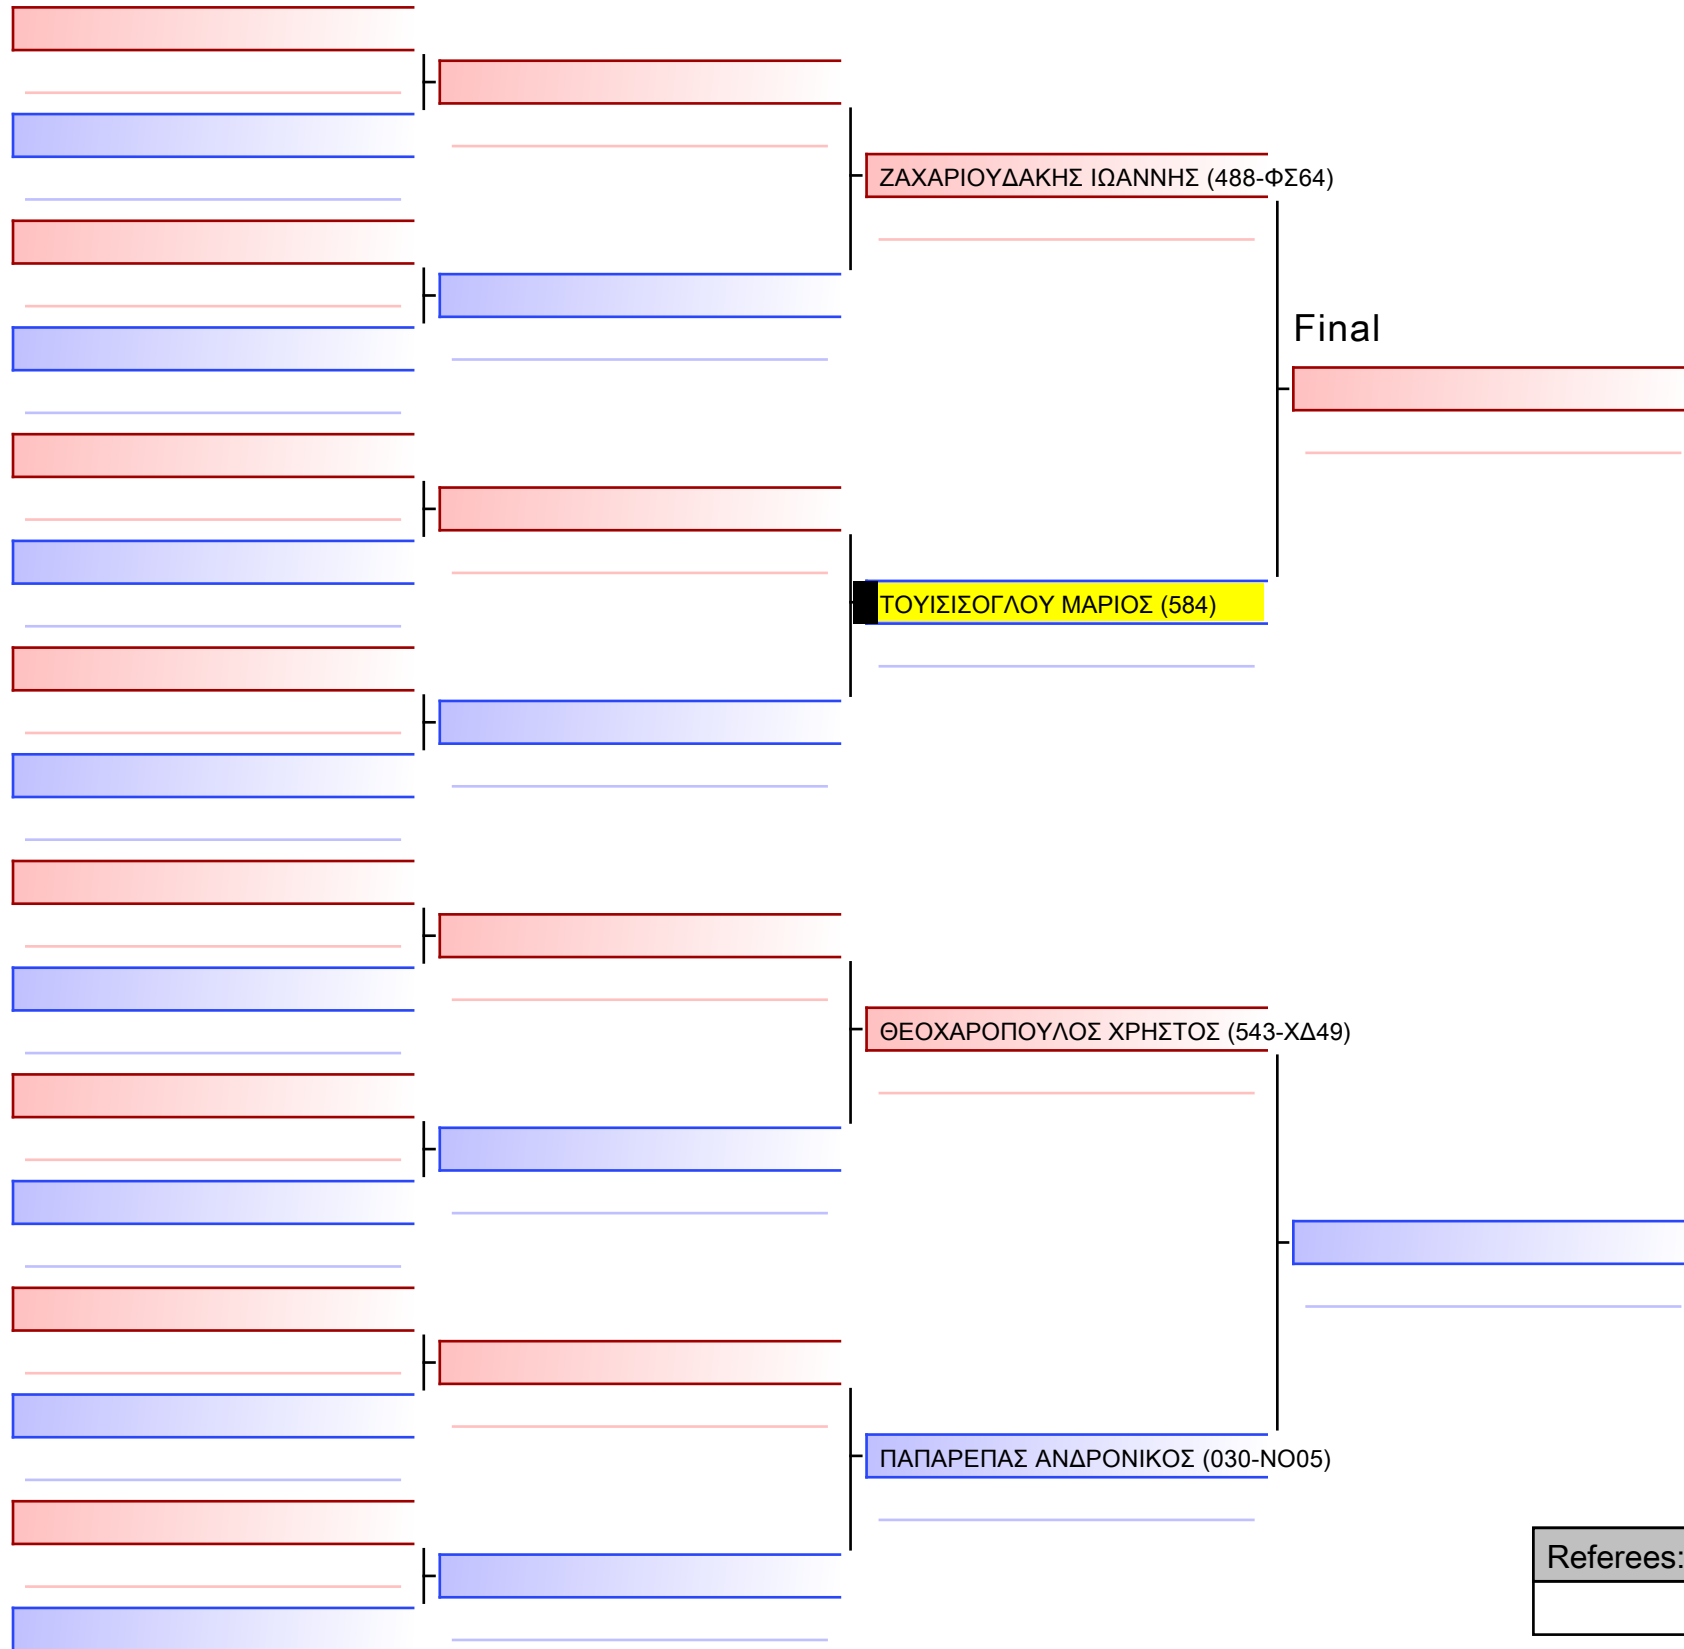 ΖΑΧΑΡΙΟΥΔΑΚΗΣ ΙΩΑΝΝΗΣ (488-ΦΣ64)
Final
ΤΟΥΙΣΙΣΟΓΛΟΥ ΜΑΡΙΟΣ (584)
ΘΕΟΧΑΡΟΠΟΥΛΟΣ ΧΡΗΣΤΟΣ (543-ΧΔ49)
ΠΑΠΑΡΕΠΑΣ ΑΝΔΡΟΝΙΚΟΣ (030-ΝΟ05)
Referees: